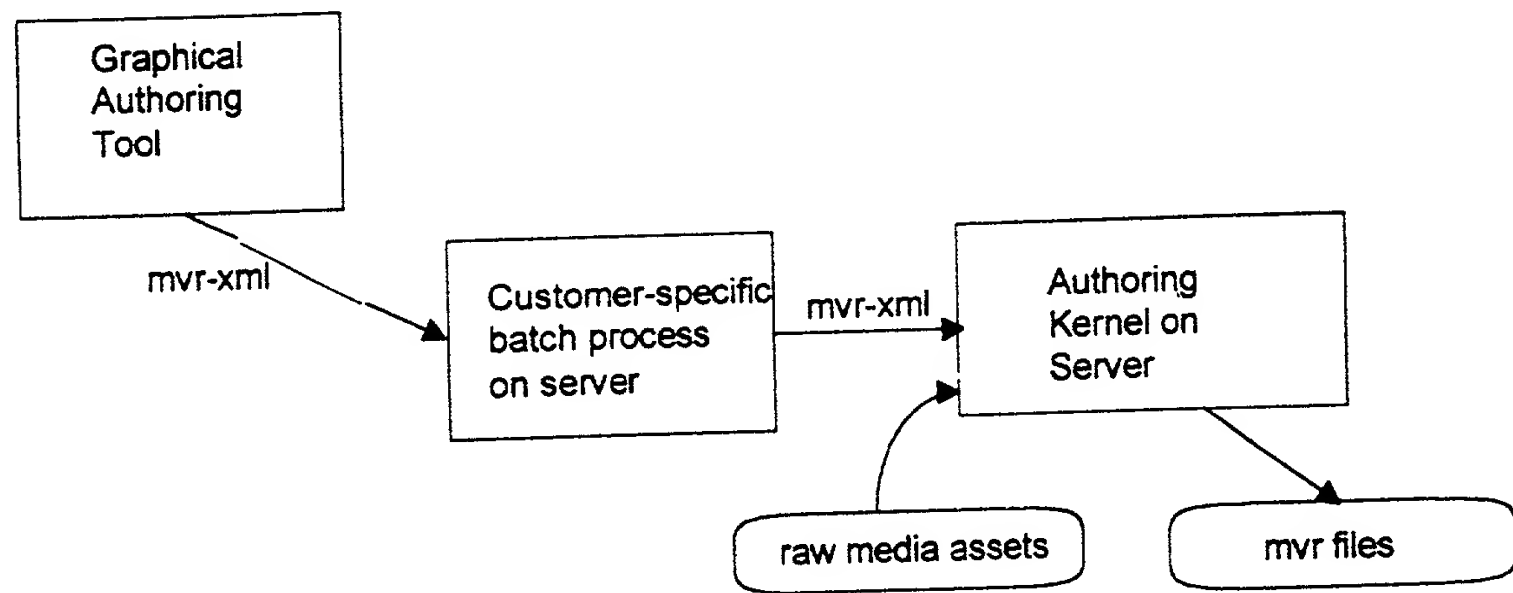 Graphical
Authoring
Tool
mvr-xml
Customer-specific
batch process
on server
mvr-xml
Authoring
Kernel on
Server
raw media assets
mvr files